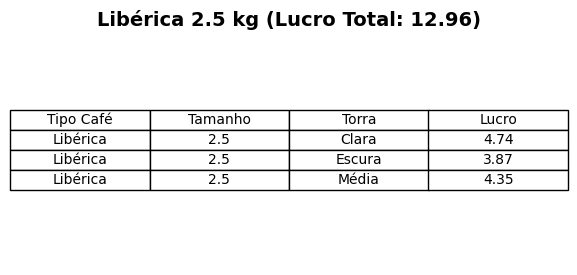 Libérica 2.5 kg (Lucro Total: 12.96)
Tipo Café Tamanho Torra Lucro
Libérica 2.5 Clara 4.74
Libérica 2.5 Escura 3.87
Libérica 2.5 Média 4.35